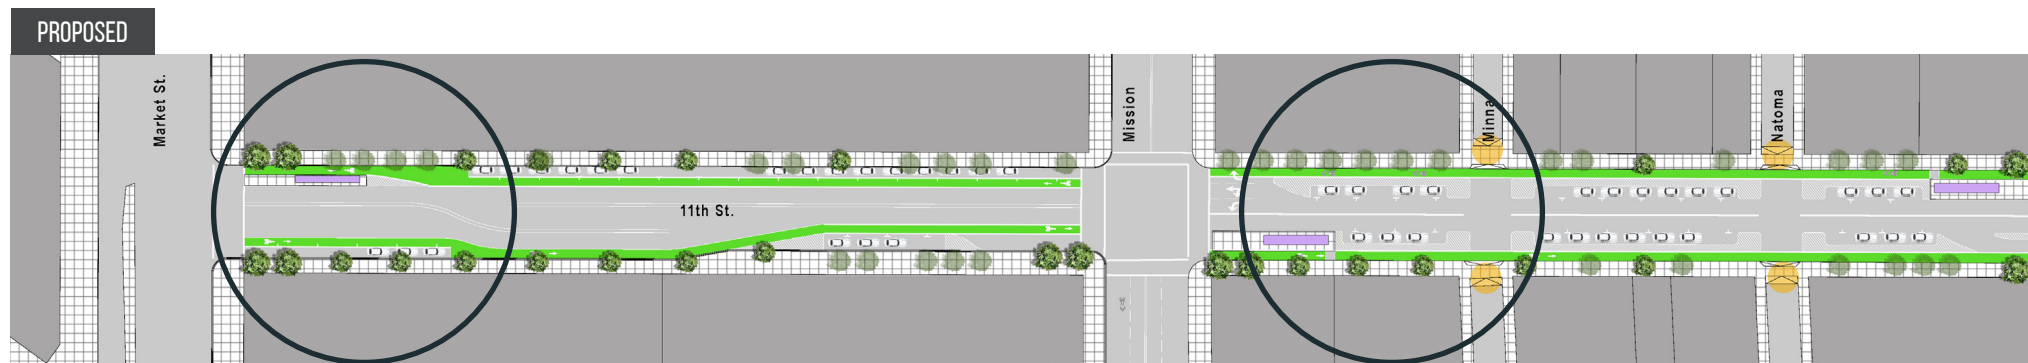 PROPOSED
Market St.
11th St.
Mission
Minna
Natoma